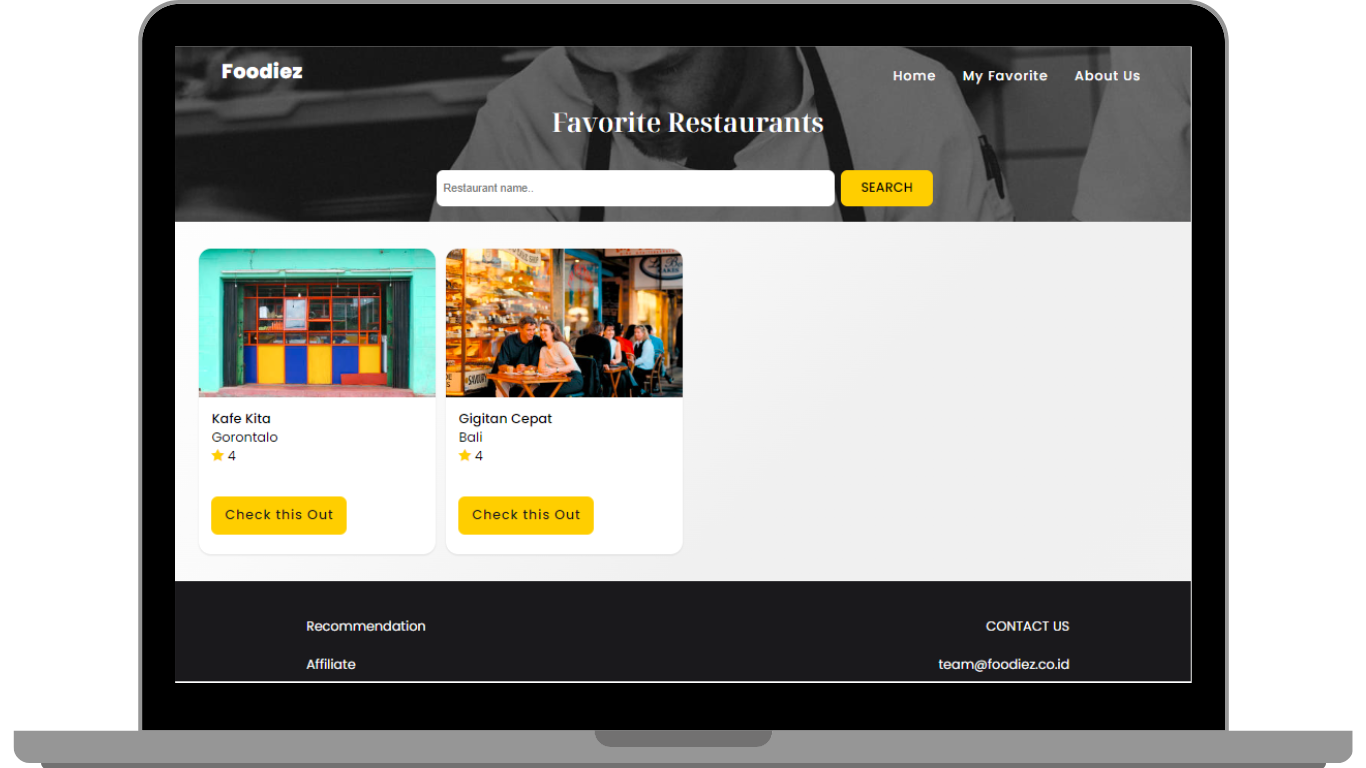 Foodiez
Home My Favorite About Us
Favorite Restaurants
Restaurant name..
SEARCH
Kafe Kita
Gorontalo
4
Check this Out
SAVOURY
Gigitan Cepat
Bali
4
Check this Out
Recommendation
Affiliate
CONTACT US
team@foodiez.co.id